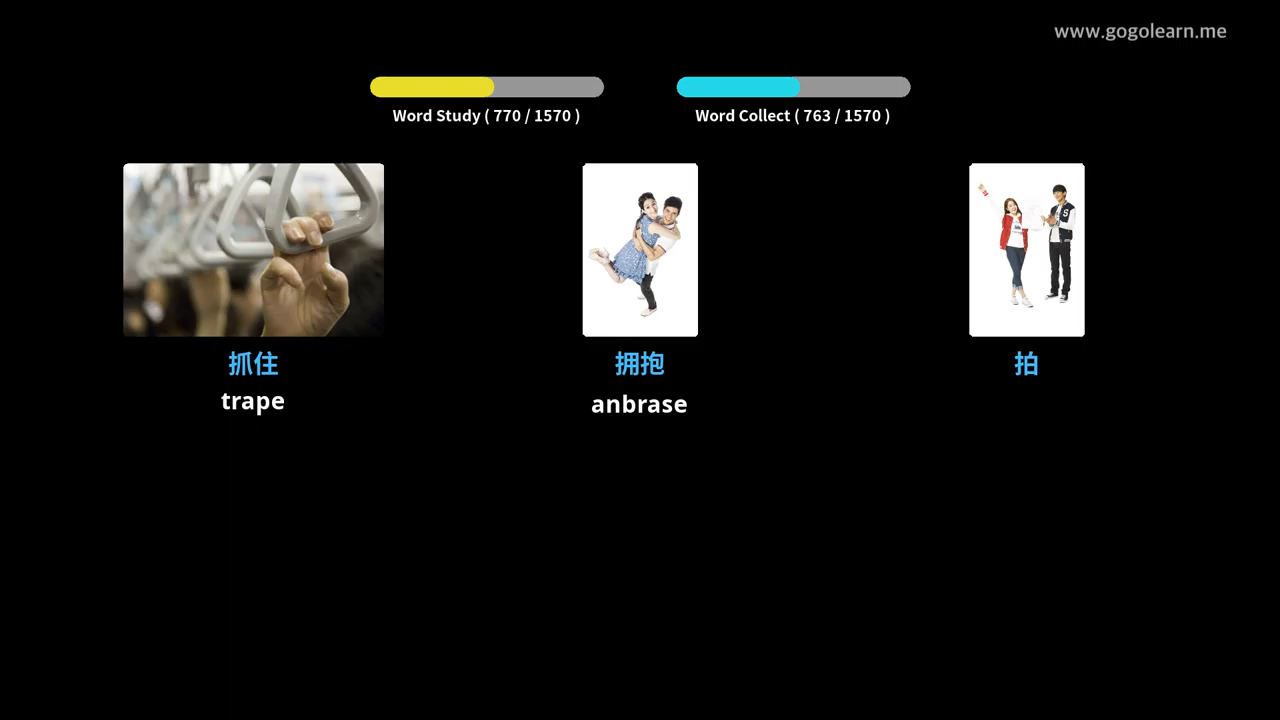 www.gogolearn.me
Word Study ( 770 / 1570 )
Word Collect ( 763 / 1570 )
抓住
拥抱
拍
trape
anbrase